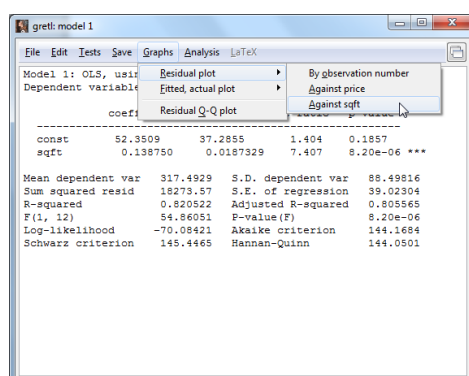 gretl: model 1
File Edit Tests Save Graphs Analysis LaTeX
Residual plot
Fitted, actual plot
Residual Q-Q plot
By observation number
Against price
Against sqft
Model 1: OLS, usin
Dependent variable
coeff
const 52.3509 37.2855 1.404 0.1857
sqft 0.138750 0.0187329 7.407 8.20e-06 ***
Mean dependent var 317.4929 S.D. dependent var 88.49816
Sum squared resid 18273.57 S.E. of regression 39.02304
R-squared 0.820522 Adjusted R-squared 0.805565
F(1, 12) 54.86051 P-value(F) 8.20e-06
Log-likelihood -70.08421 Akaike criterion 144.1684
Schwarz criterion 145.4465 Hannan-Quinn 144.0501